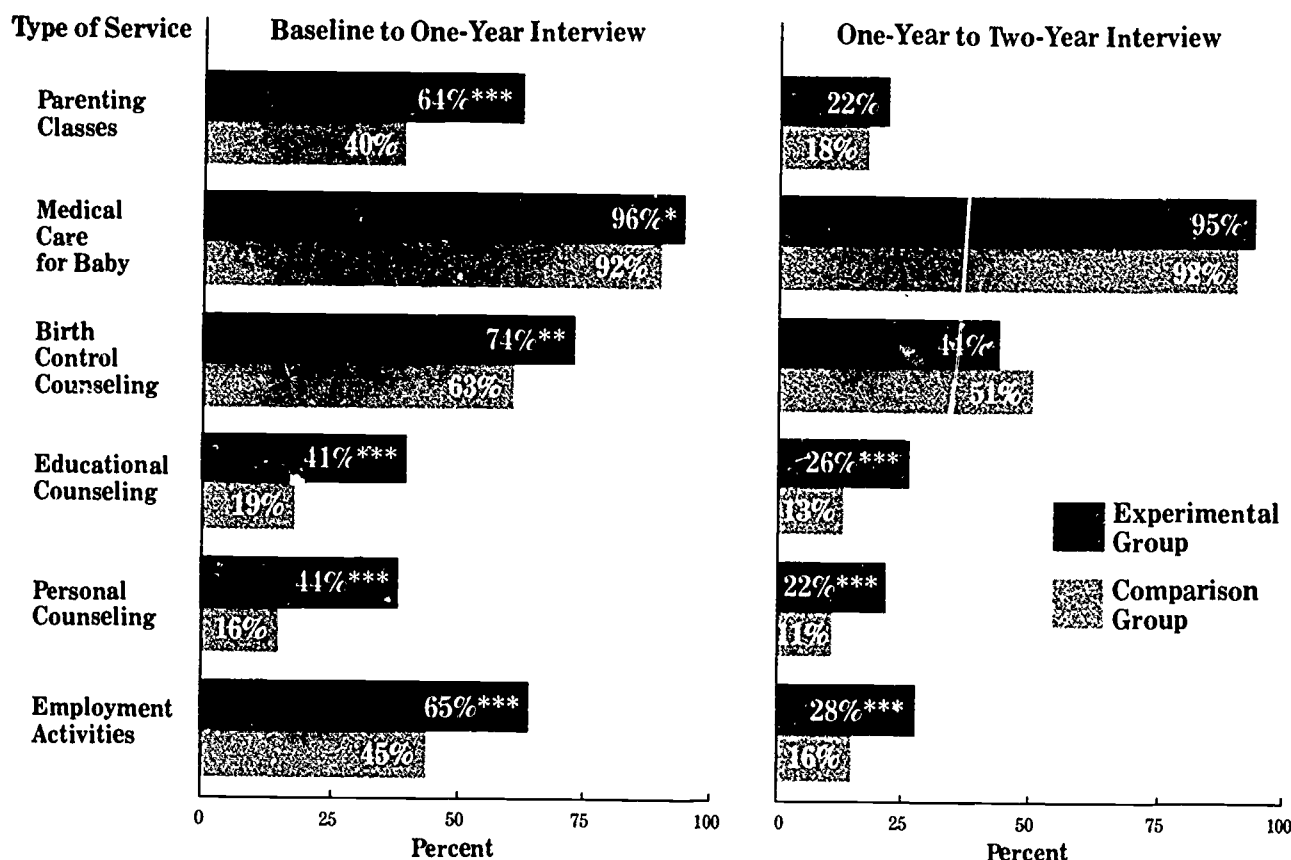 Type of Service
Baseline to One-Year Interview
One-Year to Two-Year Interview
Parenting
Classes
64%***
40%
22%
18%
Medical
Care
for Baby
96%*
92%
95%
98%
Birth
Control
Counseling
74%**
63%
44%
51%
Educational
Counseling
41%***
19%
26%***
13%
Personal
Counseling
44%***
16%
22%***
11%
Employment
Activities
65%***
45%
28%***
16%
Experimental
Group
Comparison
Group
0 25 50 75 100
Percent
0 25 50 75 100
Percent